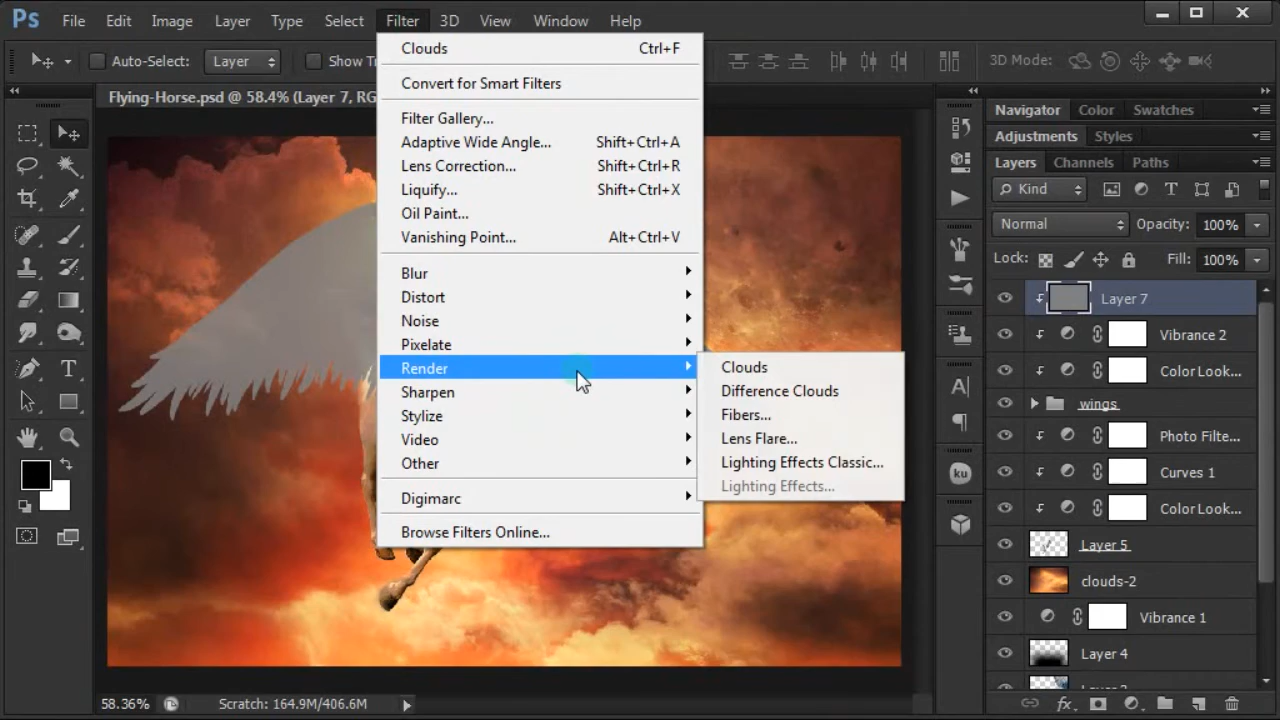 Ps File Edit Image Layer Type Select Filter 3D View Window Help
Auto-Select: Layer Show Tr 3D Mode:
Flying-Horse.psd @ 58.4% (Layer 7, RG
Clouds Ctrl+F
Convert for Smart Filters
Filter Gallery...
Adaptive Wide Angle... Shift+Ctrl+A
Lens Correction... Shift+Ctrl+R
Liquify... Shift+Ctrl+X
Oil Paint...
Vanishing Point... Alt+Ctrl+V
Blur
Distort
Noise
Pixelate
Render
Sharpen
Stylize
Video
Other
Digimarc
Browse Filters Online...
Clouds
Difference Clouds
Fibers...
Lens Flare...
Lighting Effects Classic...
Lighting Effects...
Navigator Color Swatches
Adjustments Styles
Layers Channels Paths
Kind
Normal Opacity: 100%
Lock: Fill: 100%
Layer 7
Vibrance 2
Color Look...
wings
Photo Filte...
Curves 1
Color Look...
Layer 5
clouds-2
Vibrance 1
Layer 4
ku
58.36% Scratch: 164.9M/406.6M